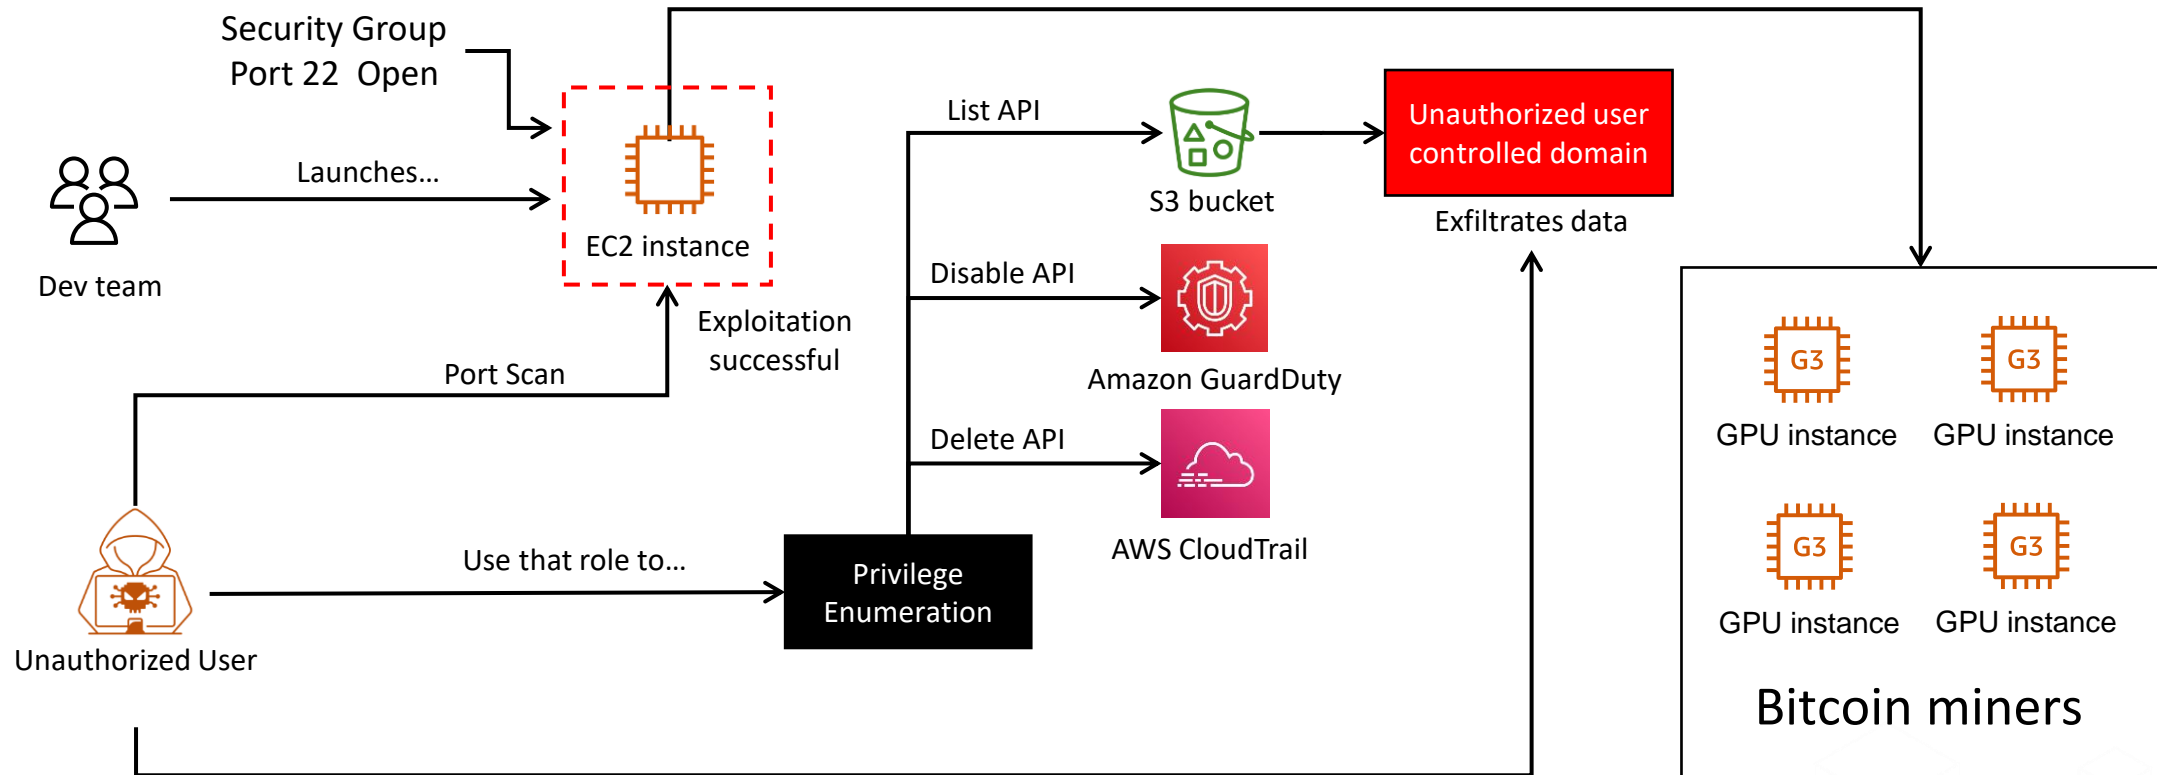 Security Group
Port 22 Open
Launches...
Dev team
EC2 instance
Exploitation
successful
Port Scan
Unauthorized User
Use that role to...
Privilege
Enumeration
List API
S3 bucket
Disable API
Amazon GuardDuty
Delete API
AWS CloudTrail
Unauthorized user
controlled domain
Exfiltrates data
G3
GPU instance
G3
GPU instance
G3
GPU instance
G3
GPU instance
Bitcoin miners